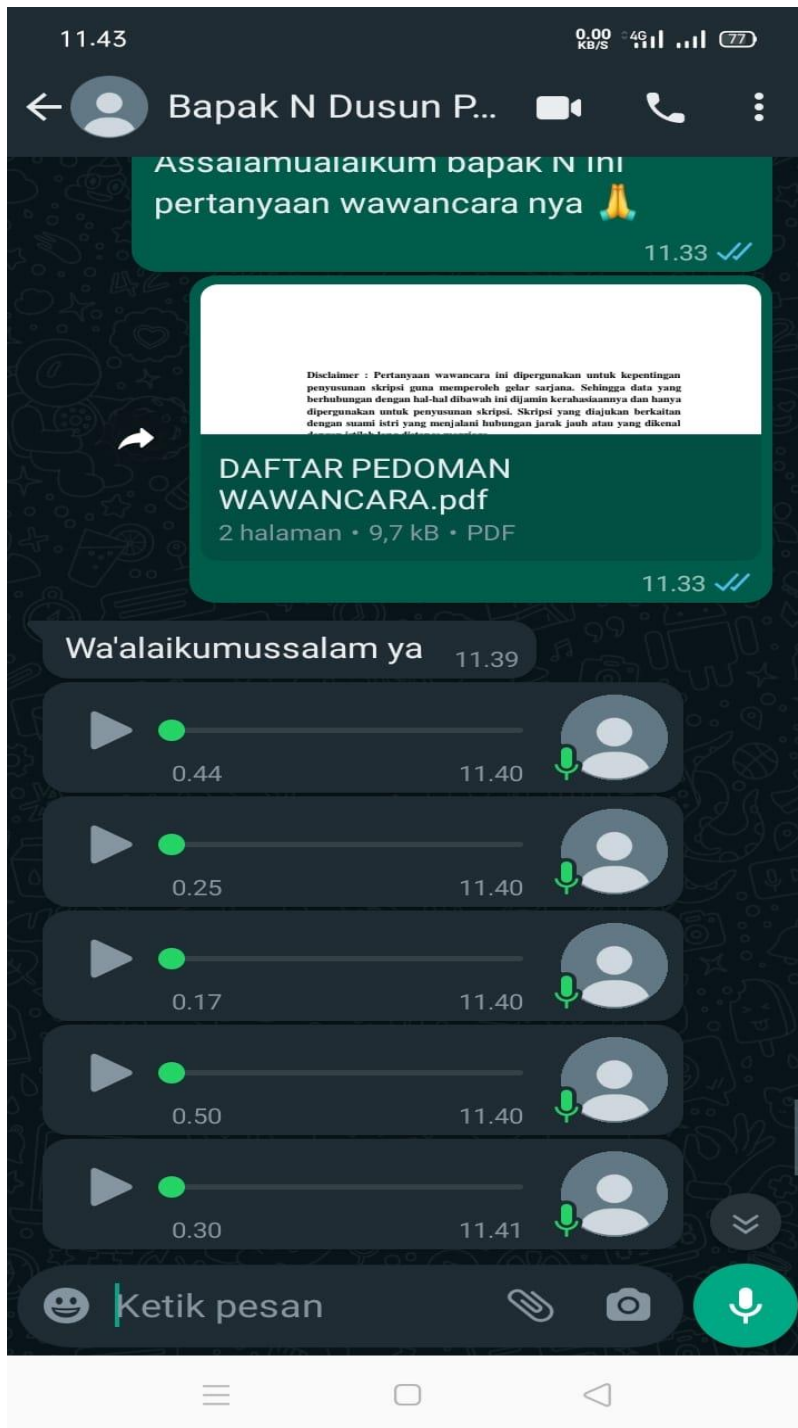 11.43
0.00 KB/S 4G 77
Bapak N Dusun P...
Assalamualaikum bapak N ini
pertanyaan wawancara nya 🙏
11.33
Disclaimer : Pertanyaan wawancara ini dipergunakan untuk kepentingan
penyusunan skripsi guna memperoleh gelar sarjana. Sehingga data yang
berhubungan dengan hal-hal dibawah ini dijamin kerahasiaannya dan hanya
dipergunakan untuk penyusunan skripsi. Skripsi yang diajukan berkaitan
dengan suami istri yang menjalani hubungan jarak jauh atau yang dikenal
DAFTAR PEDOMAN
WAWANCARA.pdf
2 halaman • 9,7 kB • PDF
11.33
Wa'alaikumussalam ya 11.39
0.44 11.40
0.25 11.40
0.17 11.40
0.50 11.40
0.30 11.41
Ketik pesan